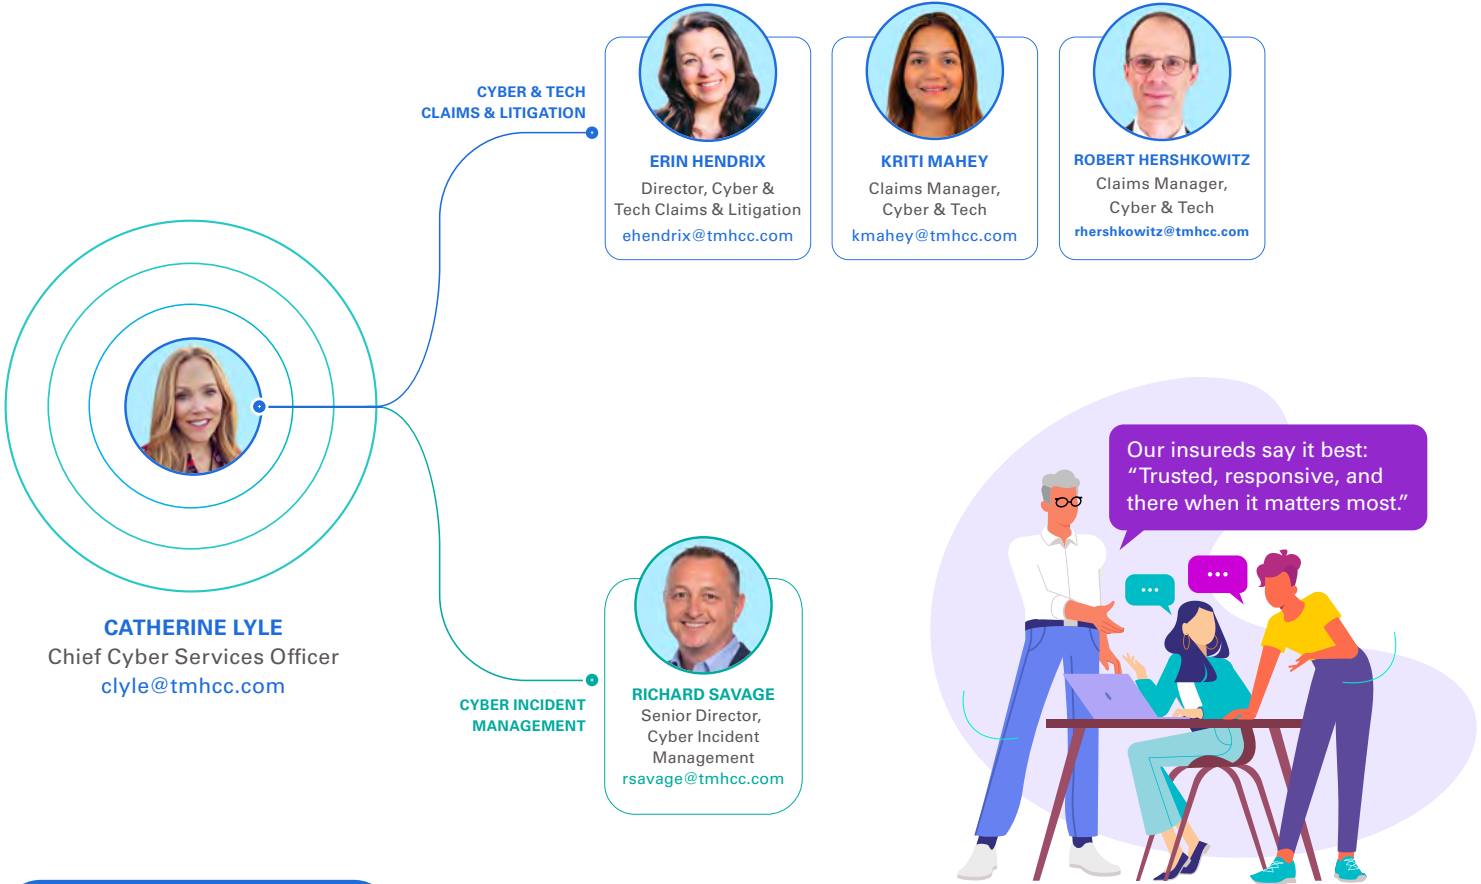 CYBER & TECH
CLAIMS & LITIGATION
ERIN HENDRIX
Director, Cyber &
Tech Claims & Litigation
ehendrix@tmhcc.com
KRITI MAHEY
Claims Manager,
Cyber & Tech
kmahey@tmhcc.com
ROBERT HERSHKOWITZ
Claims Manager,
Cyber & Tech
rhershkowitz@tmhcc.com
CATHERINE LYLE
Chief Cyber Services Officer
clyle@tmhcc.com
CYBER INCIDENT
MANAGEMENT
RICHARD SAVAGE
Senior Director,
Cyber Incident
Management
rsavage@tmhcc.com
Our insureds say it best:
“Trusted, responsive, and
there when it matters most.”